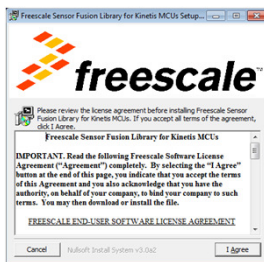 Freescale Sensor Fusion Library for Kinetis MCUs Setup...
freescale™
Please review the license agreement before installing Freescale Sensor
Fusion Library for Kinetis MCUs. If you accept all terms of the agreement,
click I Agree.
Freescale Sensor Fusion Library for Kinetis MCUs
IMPORTANT. Read the following Freescale Software License
Agreement ("Agreement") completely. By selecting the "I Agree"
button at the end of this page, you indicate that you accept the terms
of this Agreement and you also acknowledge that you have the
authority, on behalf of your company, to bind your company to such
terms. You may then download or install the file.
FREESCALE END-USER SOFTWARE LICENSE AGREEMENT
Cancel
Nullsoft Install System v3.0a2
I Agree